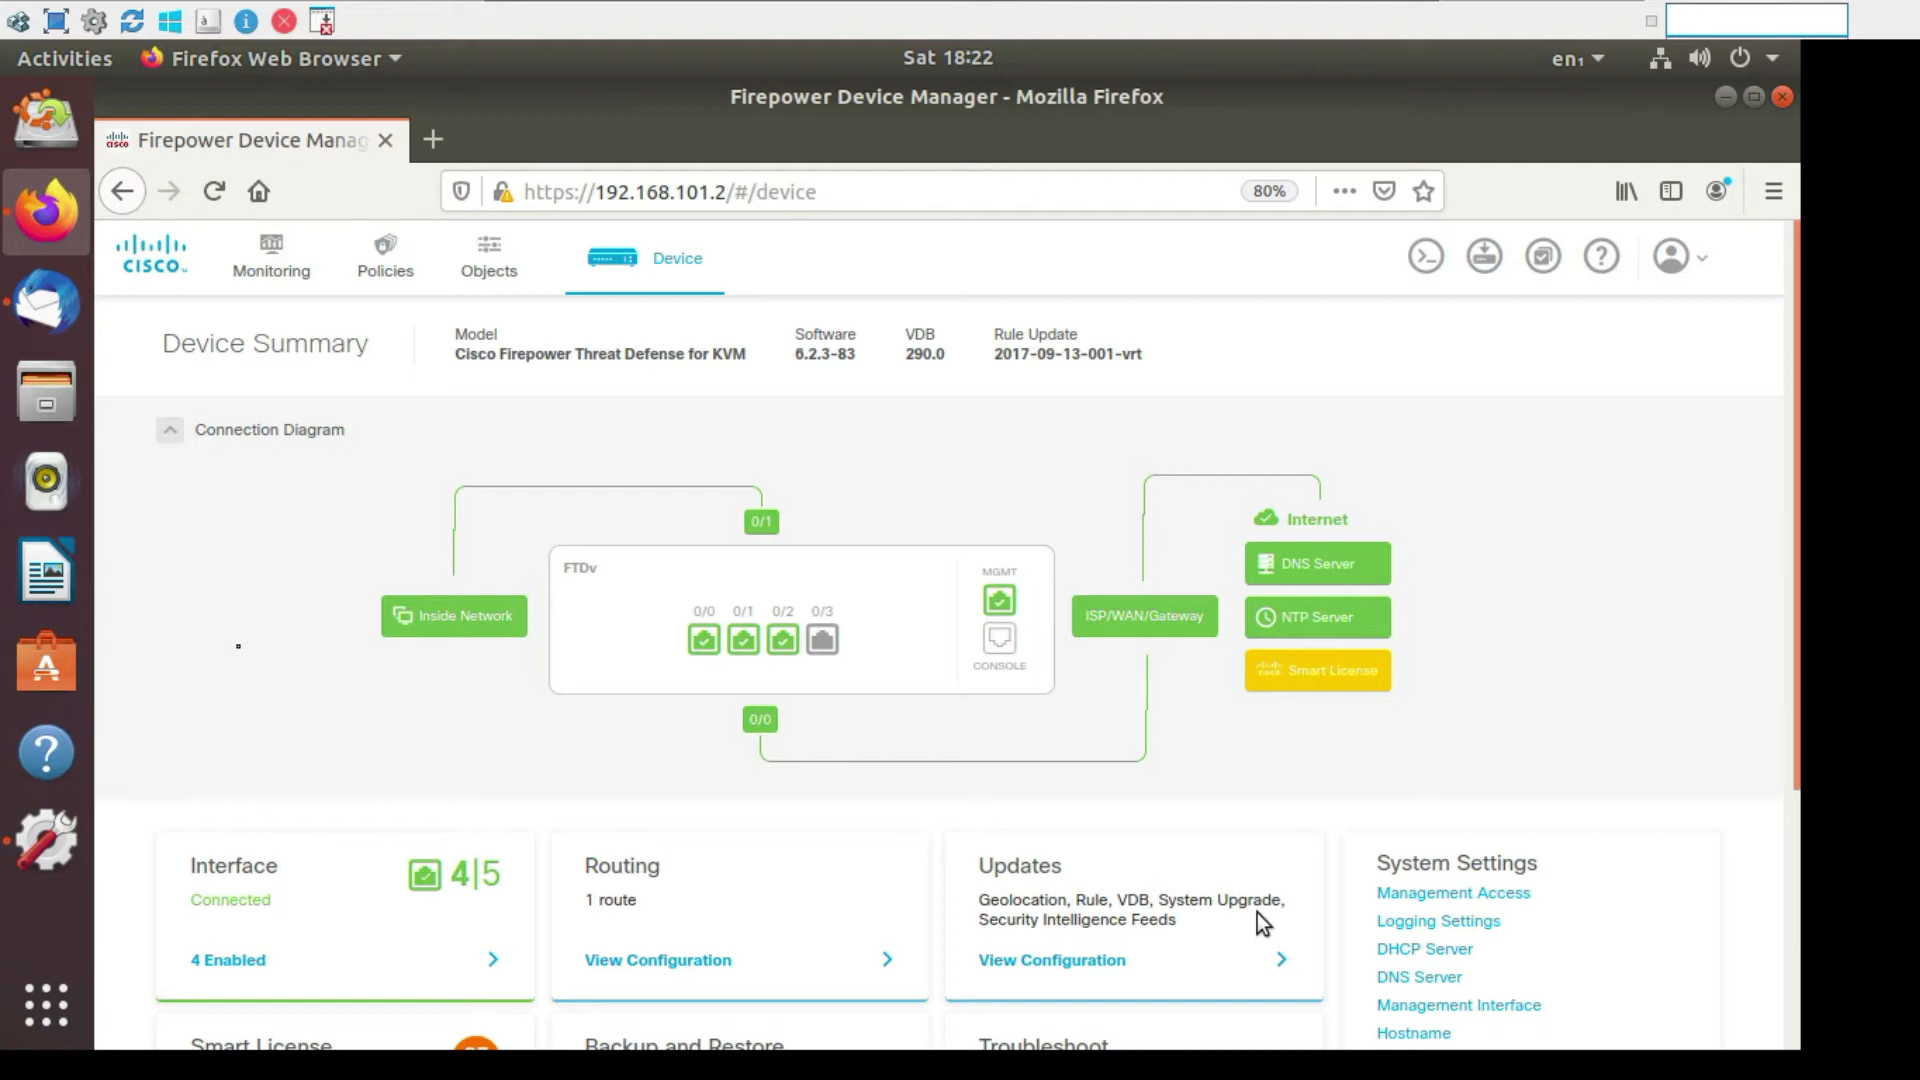 Activities
Firefox Web Browser
Sat 18:22
en₁
Firepower Device Manager - Mozilla Firefox
Firepower Device Manag
https://192.168.101.2/#/device
80%
CISCO
Monitoring
Policies
Objects
Device
Device Summary
Model
Cisco Firepower Threat Defense for KVM
Software
6.2.3-83
VDB
290.0
Rule Update
2017-09-13-001-vrt
Connection Diagram
0/1
Internet
FTDv
MGMT
DNS Server
0/0
0/1
0/2
0/3
Inside Network
ISP/WAN/Gateway
NTP Server
CONSOLE
Smart License
0/0
Interface
Connected
4|5
4 Enabled
Routing
1 route
View Configuration
Updates
Geolocation, Rule, VDB, System Upgrade,
Security Intelligence Feeds
View Configuration
System Settings
Management Access
Logging Settings
DHCP Server
DNS Server
Management Interface
Hostname
Smart License
Backup and Restore
Troubleshoot